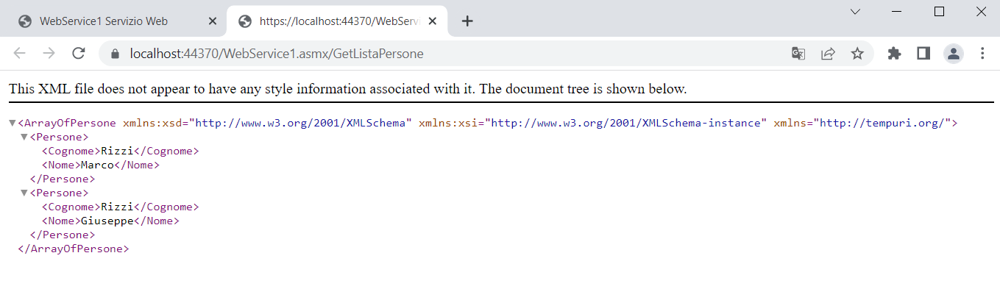 WebService1 Servizio Web
https://localhost:44370/WebServi
localhost:44370/WebService1.asmx/GetListaPersone
This XML file does not appear to have any style information associated with it. The document tree is shown below.
<ArrayOfPersone xmlns:xsd="http://www.w3.org/2001/XMLSchema" xmlns:xsi="http://www.w3.org/2001/XMLSchema-instance" xmlns="http://tempuri.org/">
<Persone>
<Cognome>Rizzi</Cognome>
<Nome>Marco</Nome>
</Persone>
<Persone>
<Cognome>Rizzi</Cognome>
<Nome>Giuseppe</Nome>
</Persone>
</ArrayOfPersone>